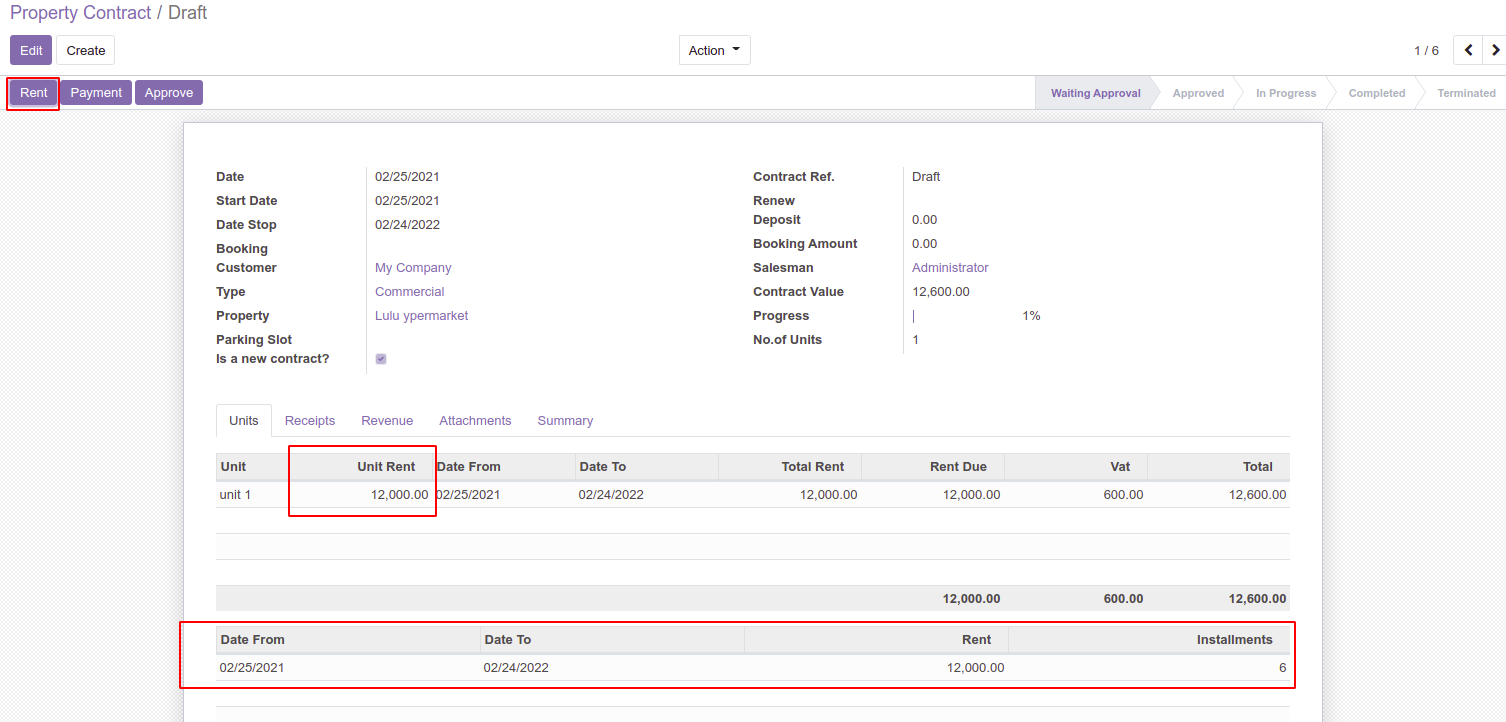 Property Contract / Draft
Edit Create Action 1 / 6
Rent Payment Approve Waiting Approval Approved In Progress Completed Terminated
Date 02/25/2021 Contract Ref. Draft
Start Date 02/25/2021 Renew
Date Stop 02/24/2022 Deposit 0.00
Booking Booking Amount 0.00
Customer My Company Salesman Administrator
Type Commercial Contract Value 12,600.00
Property Lulu ypermarket Progress 1%
Parking Slot No.of Units 1
Is a new contract?
Units Receipts Revenue Attachments Summary
Unit Unit Rent Date From Date To Total Rent Rent Due Vat Total
unit 1 12,000.00 02/25/2021 02/24/2022 12,000.00 12,000.00 600.00 12,600.00
12,000.00 600.00 12,600.00
Date From Date To Rent Installments
02/25/2021 02/24/2022 12,000.00 6